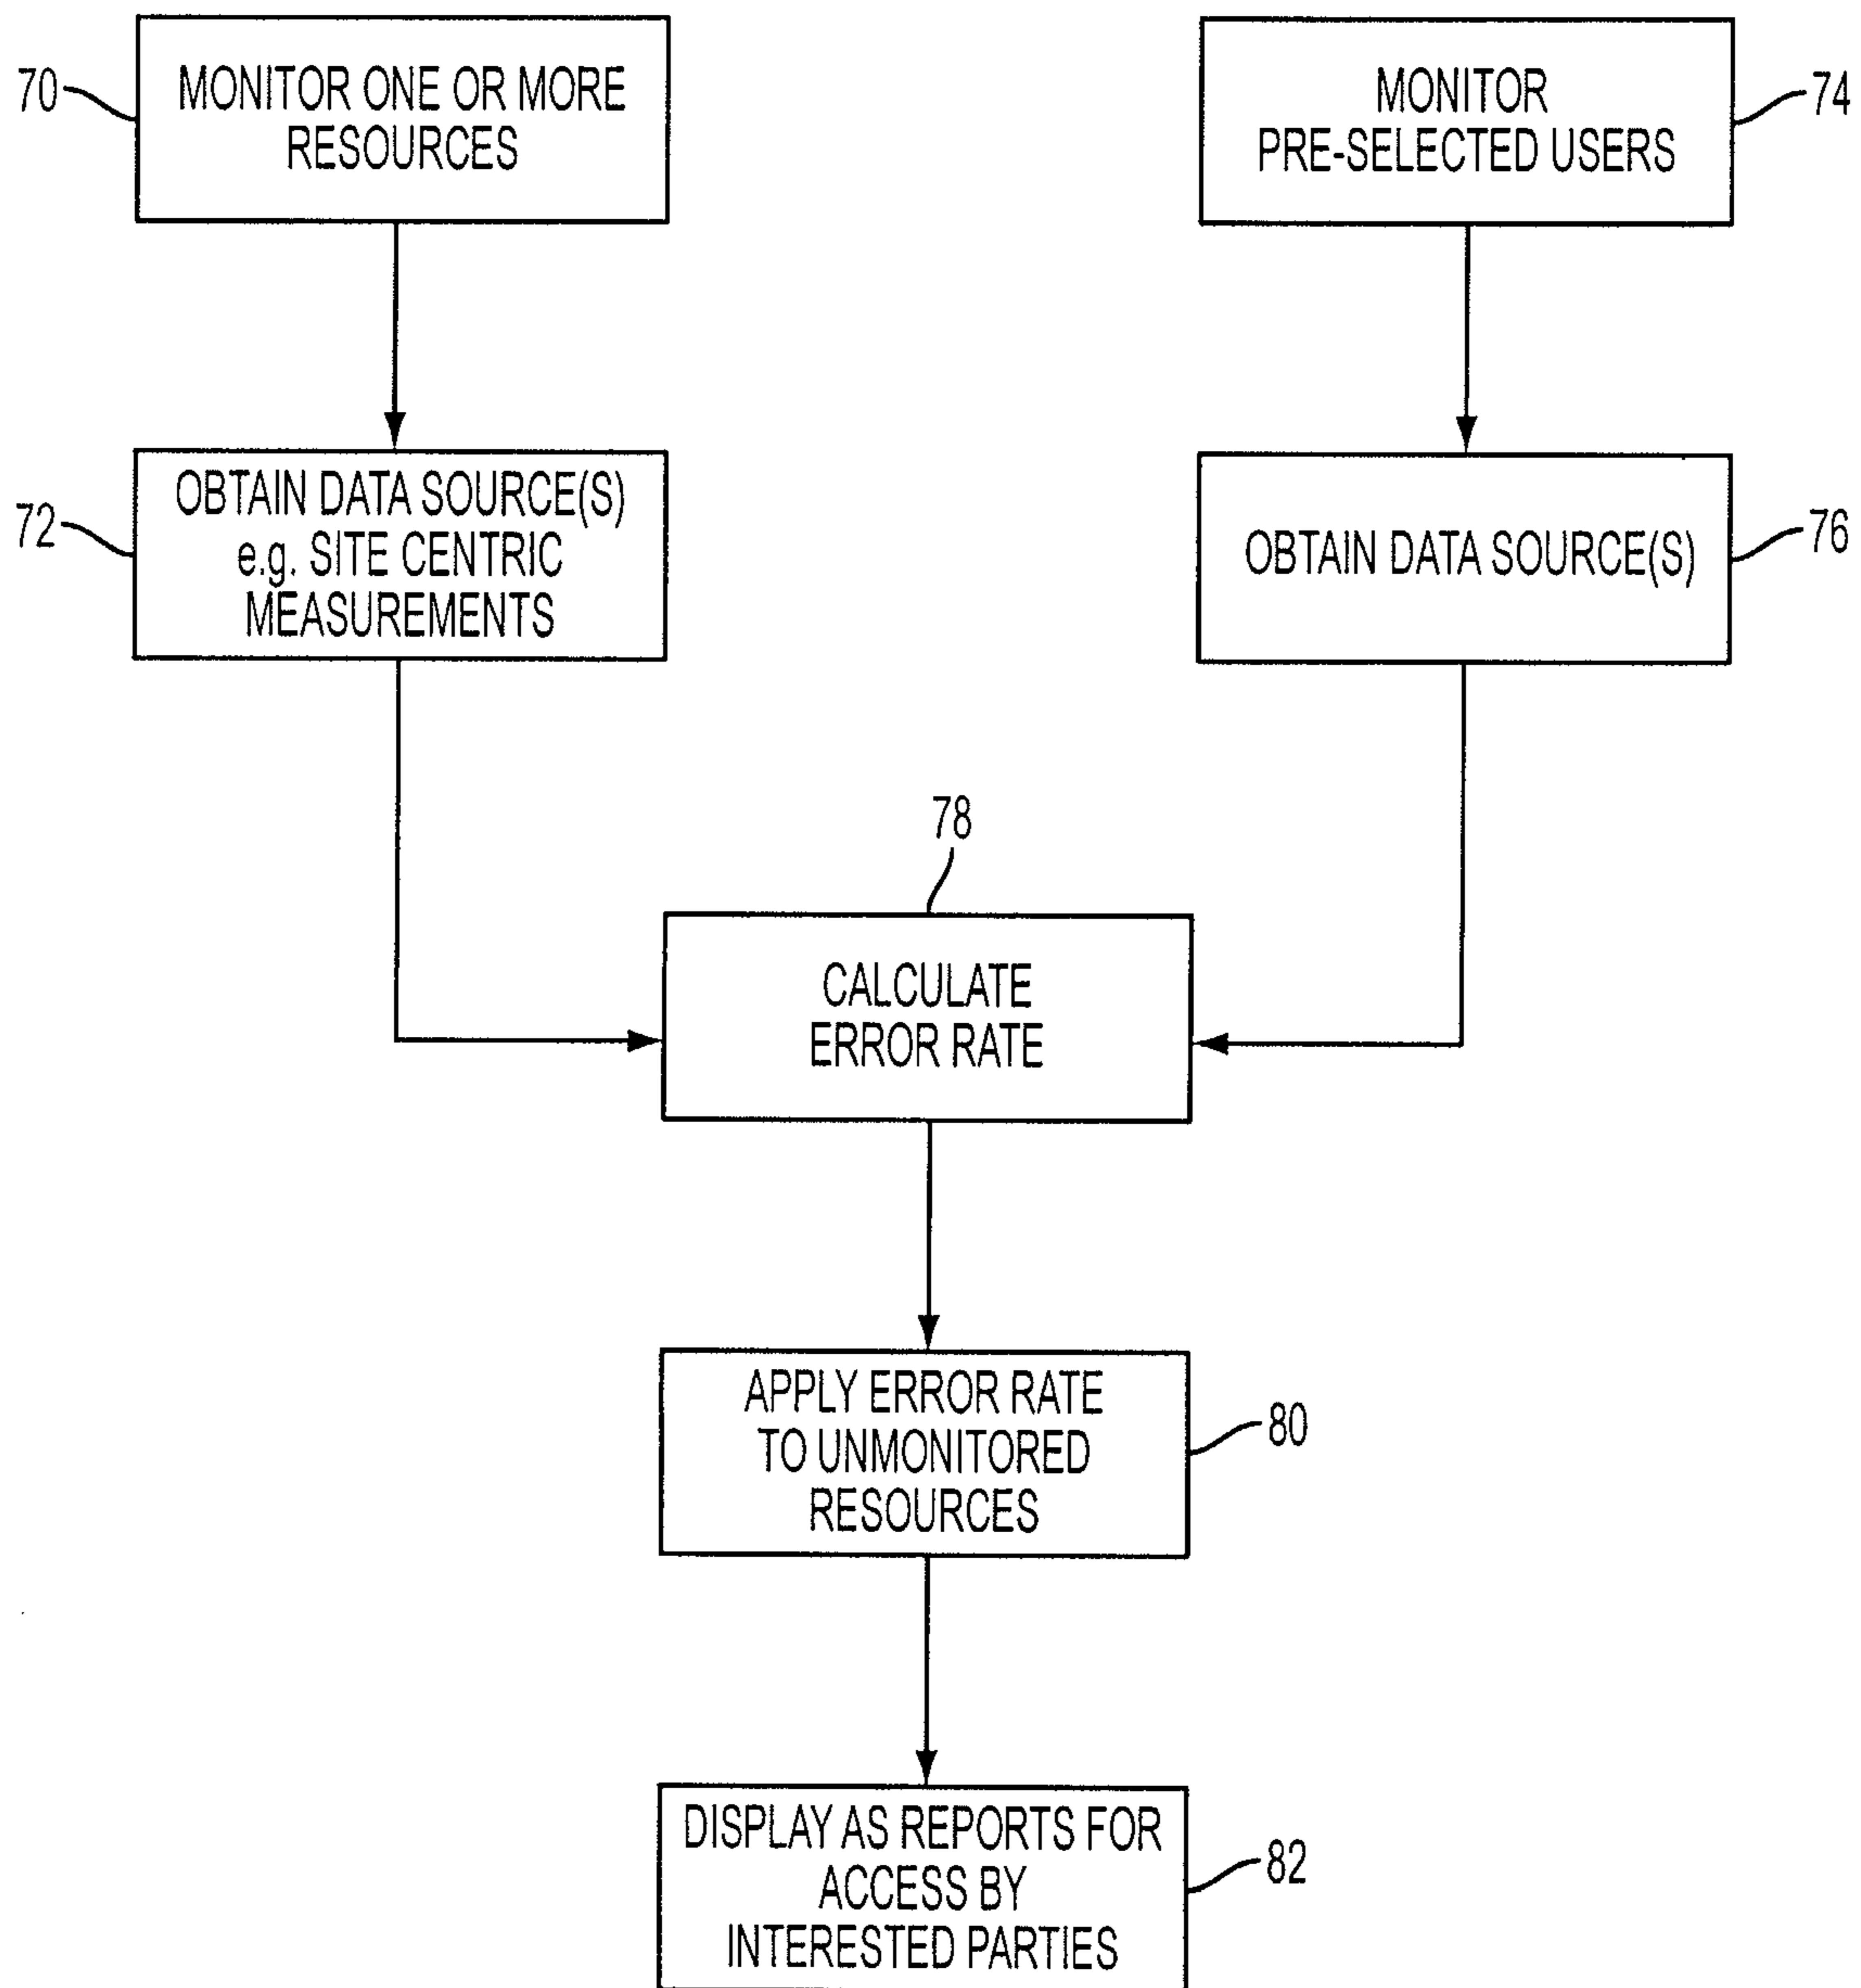 70
MONITOR ONE OR MORE
RESOURCES
MONITOR
PRE-SELECTED USERS
74
72
OBTAIN DATA SOURCE(S)
e.g. SITE CENTRIC
MEASUREMENTS
OBTAIN DATA SOURCE(S)
76
78
CALCULATE
ERROR RATE
APPLY ERROR RATE
TO UNMONITORED
RESOURCES
80
DISPLAY AS REPORTS FOR
ACCESS BY
INTERESTED PARTIES
82